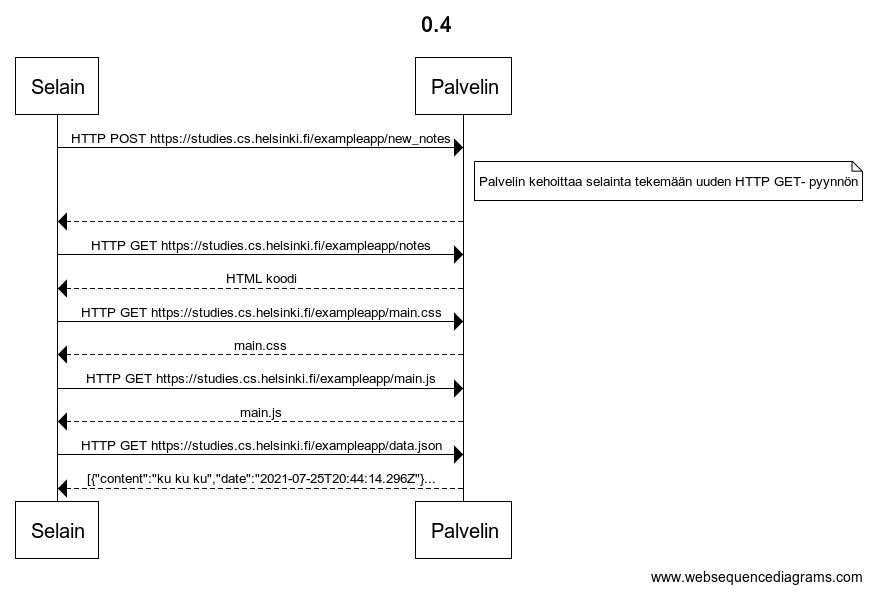 0.4
Selain
Palvelin
HTTP POST https://studies.cs.helsinki.fi/exampleapp/new_notes
Palvelin kehoittaa selainta tekemään uuden HTTP GET- pyynnön
HTTP GET https://studies.cs.helsinki.fi/exampleapp/notes
HTML koodi
HTTP GET https://studies.cs.helsinki.fi/exampleapp/main.css
main.css
HTTP GET https://studies.cs.helsinki.fi/exampleapp/main.js
main.js
HTTP GET https://studies.cs.helsinki.fi/exampleapp/data.json
[{"content":"ku ku ku","date":"2021-07-25T20:44:14.296Z"}...
Selain
Palvelin
www.websequencediagrams.com